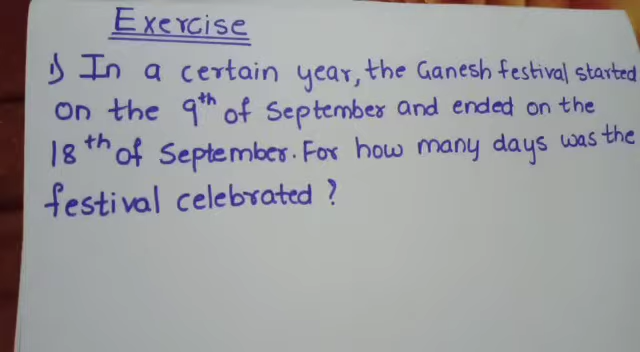 Exercise
1) In a certain year, the Ganesh festival started
on the 9th of September and ended on the
18th of September. For how many days was the
festival celebrated ?